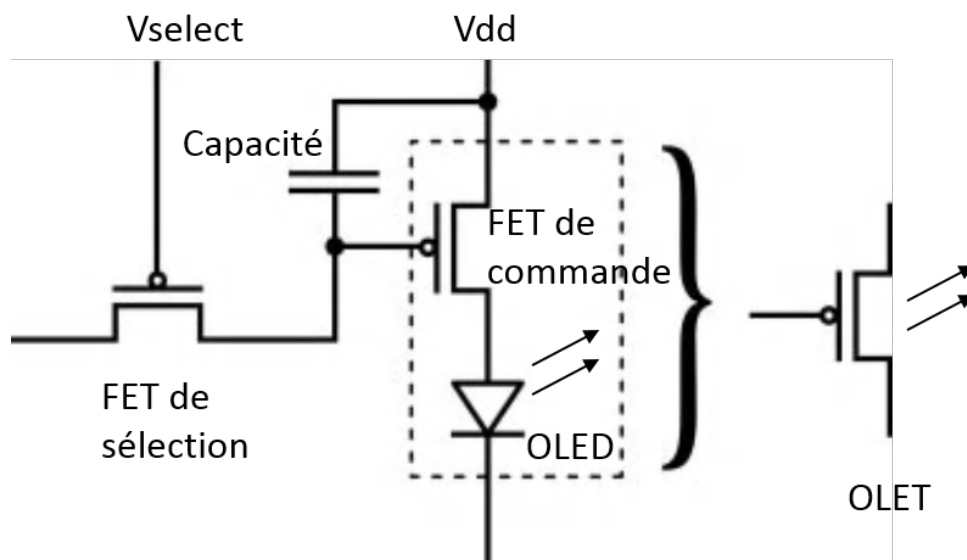 Vselect
Vdd
Capacité
FET de
commande
FET de
sélection
OLED
OLET